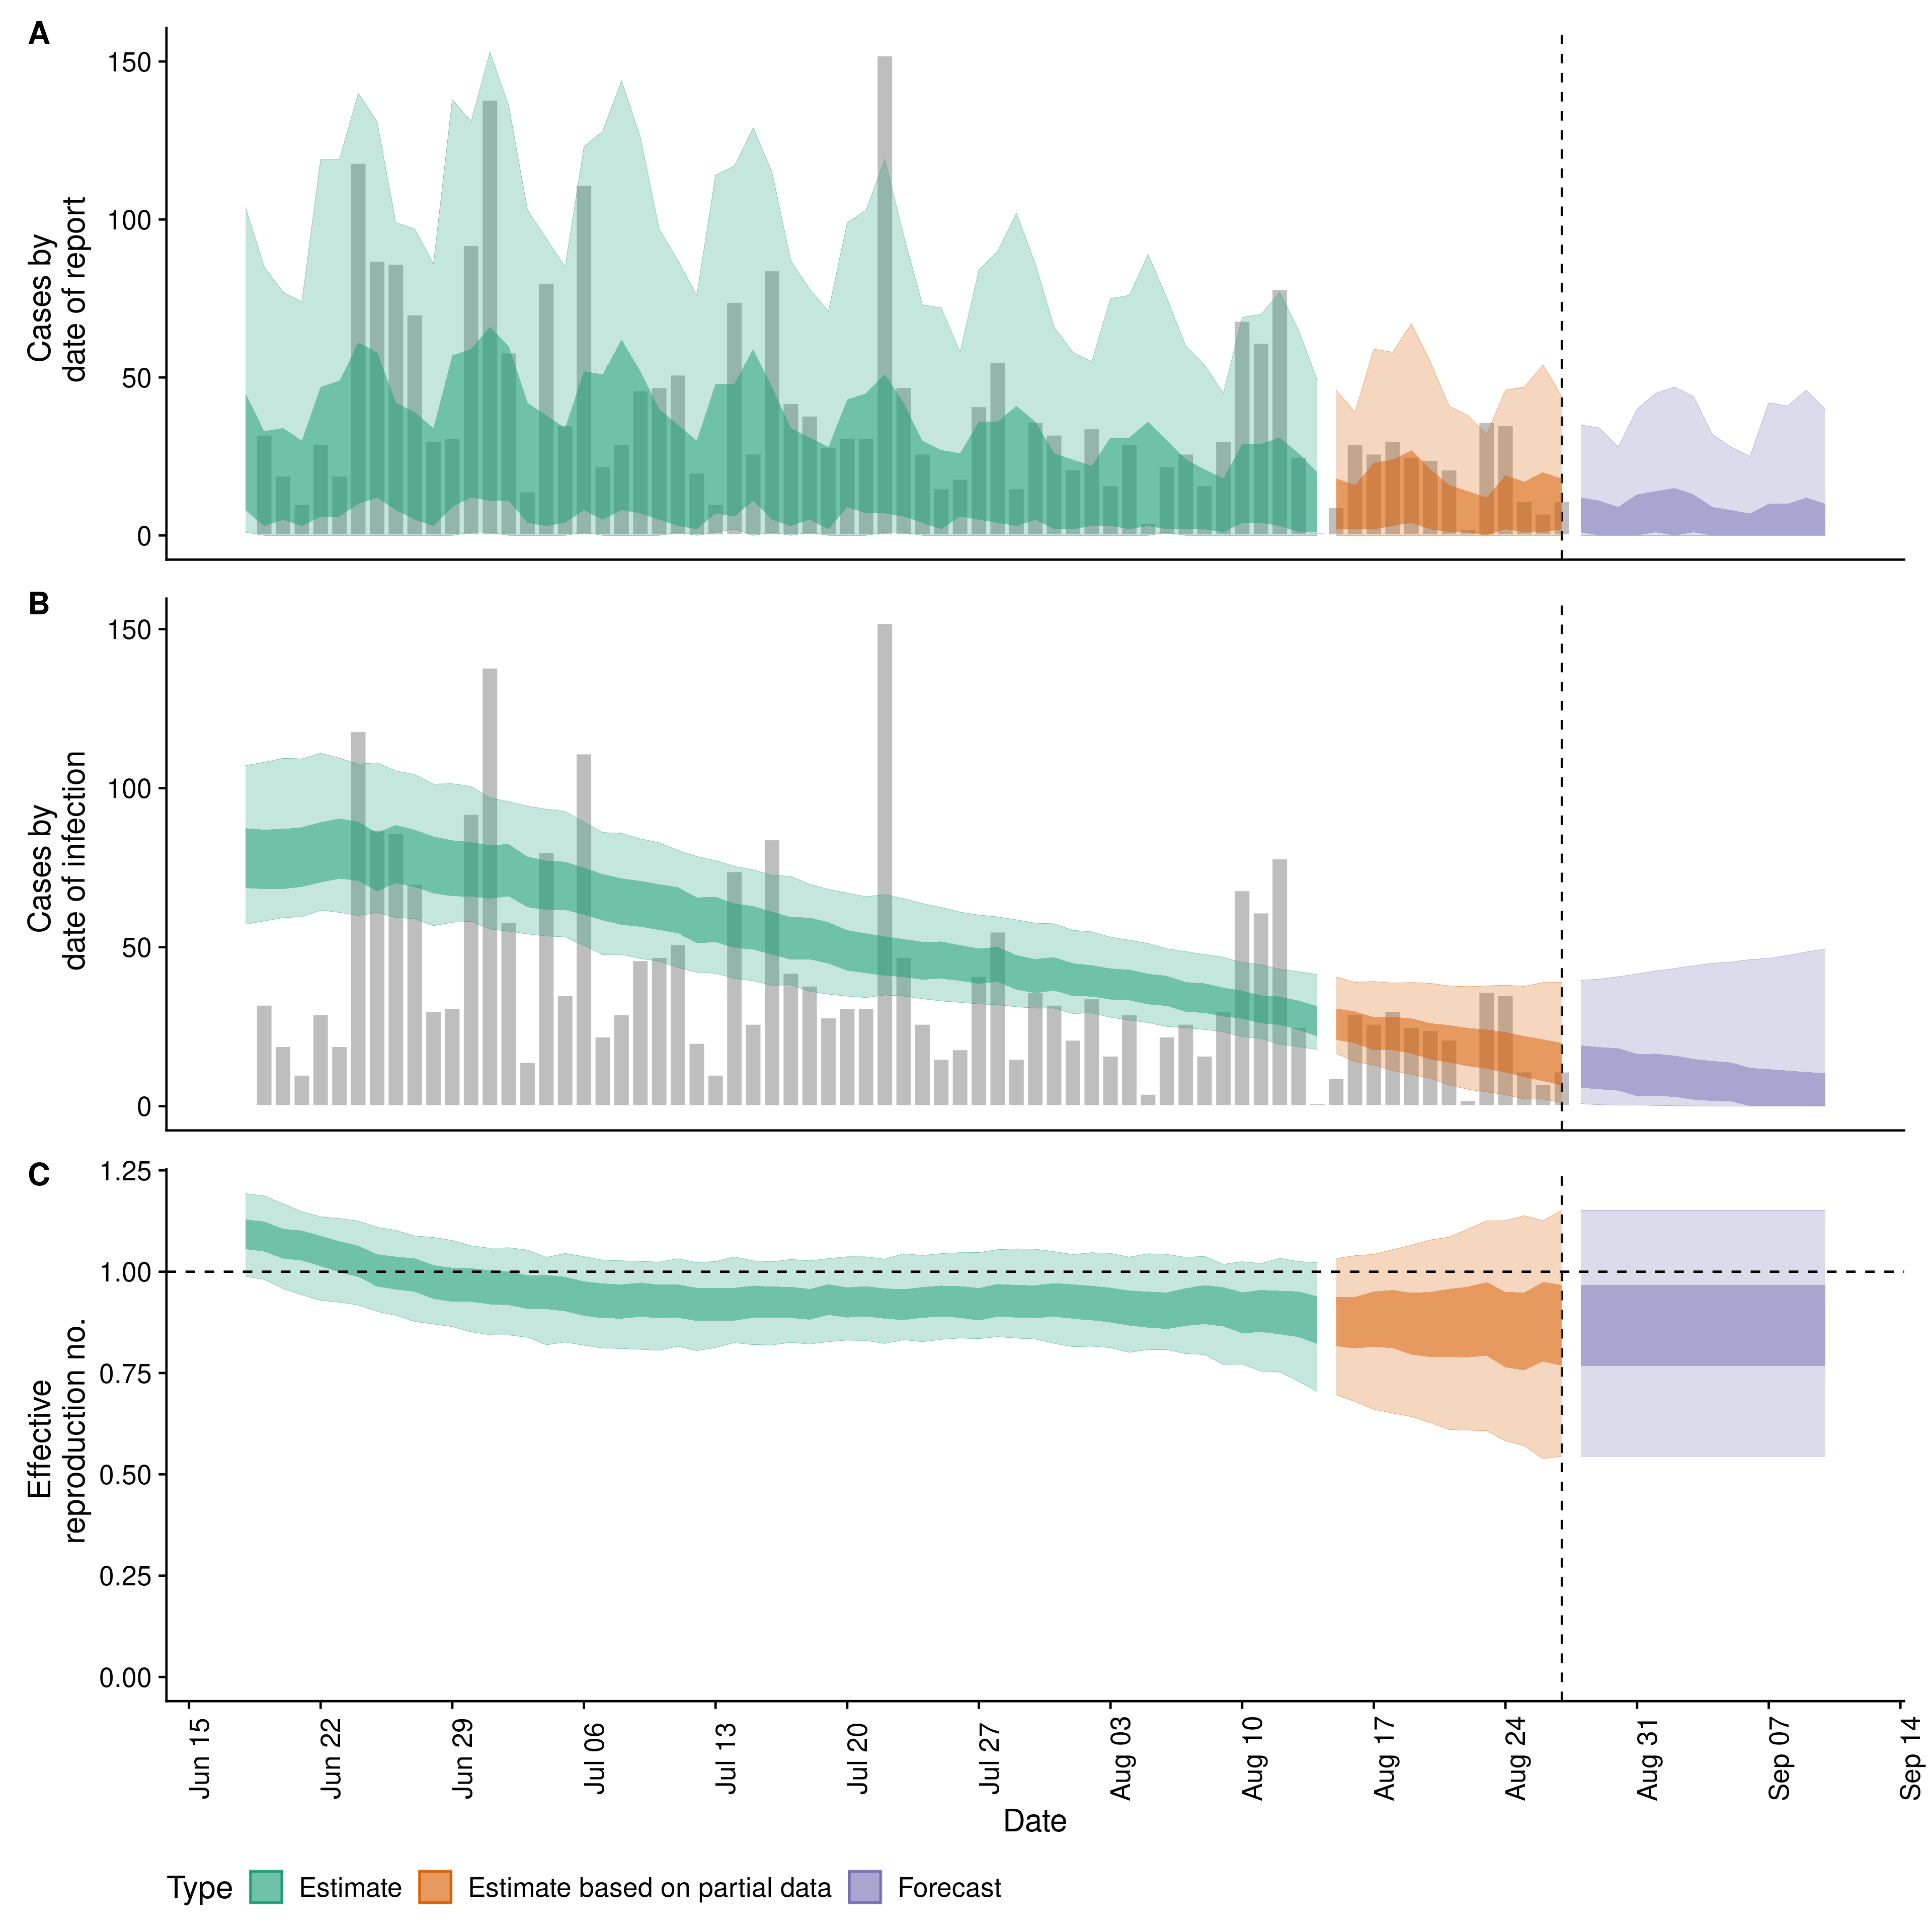 A
150
100
50
0
Cases by
date of report
B
150
100
50
0
Cases by
date of infection
C
1.25
1.00
0.75
0.50
0.25
0.00
Effective
reproduction no.
Jun 15
Jun 22
Jun 29
Jul 06
Jul 13
Jul 20
Jul 27
Aug 03
Aug 10
Aug 17
Aug 24
Aug 31
Sep 07
Sep 14
Date
Type Estimate Estimate based on partial data Forecast